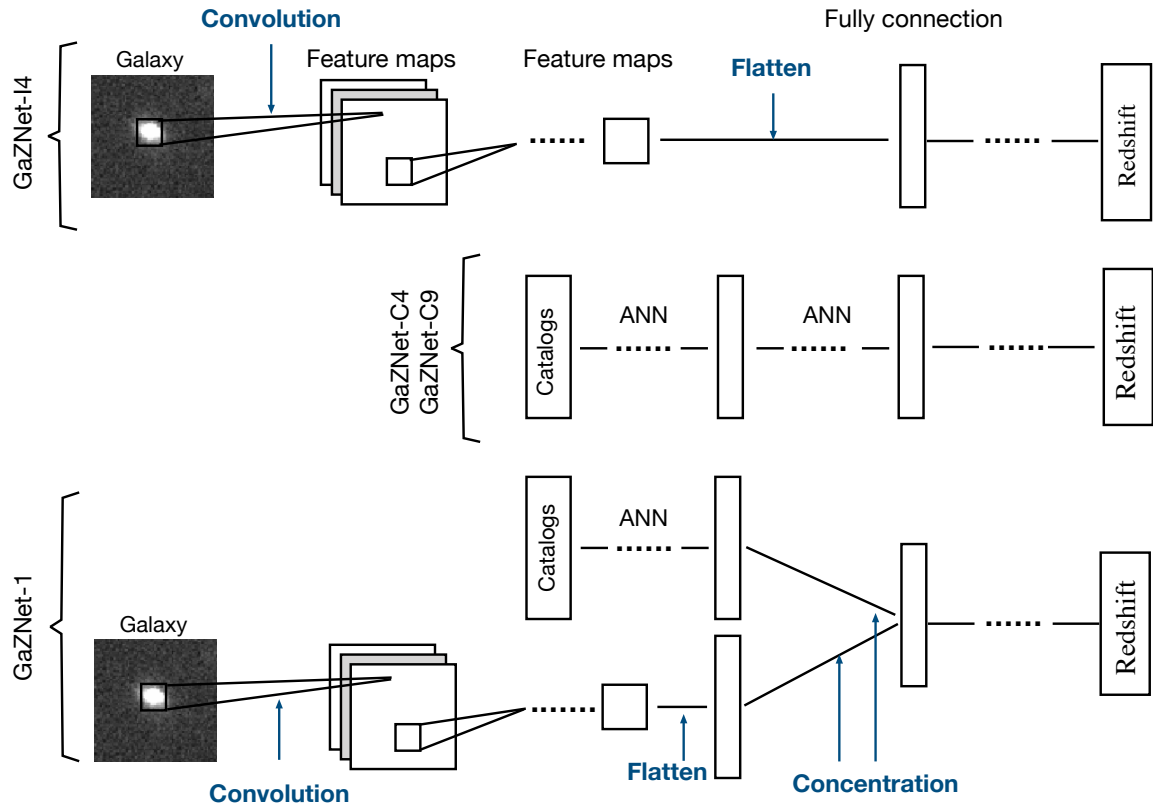 Convolution
Fully connection
Galaxy
Feature maps
Feature maps
Flatten
GaZNet-I4
Redshift
GaZNet-C4
GaZNet-C9
Catalogs
ANN
ANN
Redshift
GaZNet-1
Catalogs
ANN
Redshift
Galaxy
Convolution
Flatten
Concentration